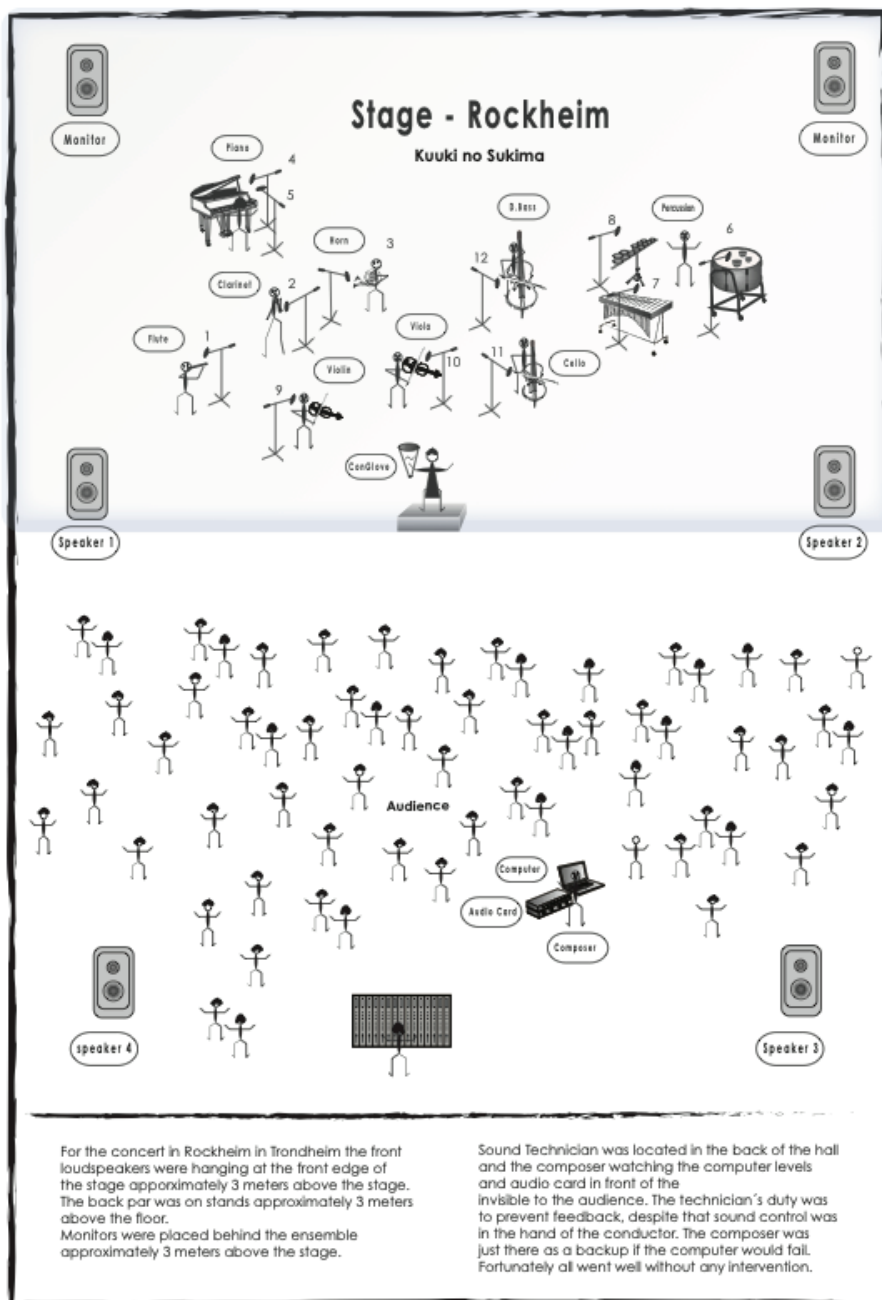 Stage - Rockheim
Kuuki no Sukima
Monitor
Monitor
Piano
4
5
D.Bass
Percussion
8
6
Horn
3
12
Clarinet
2
7
Flute
1
Viola
10
11
Cello
Violin
9
ConGlove
Speaker 1
Speaker 2
Audience
Computer
Audio Card
Composer
speaker 4
Speaker 3
For the concert in Rockheim in Trondheim the front
loudspeakers were hanging at the front edge of
the stage apporximately 3 meters above the stage.
The back par was on stands approximately 3 meters
above the floor.
Monitors were placed behind the ensemble
approximately 3 meters above the stage.
Sound Technician was located in the back of the hall
and the composer watching the computer levels
and audio card in front of the
invisible to the audience. The technician´s duty was
to prevent feedback, despite that sound control was
in the hand of the conductor. The composer was
just there as a backup if the computer would fail.
Fortunately all went well without any intervention.